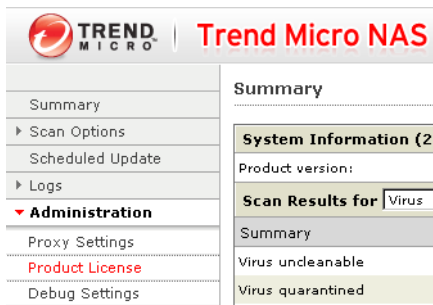 TREND MICRO
Trend Micro NAS
Summary
Scan Options
Scheduled Update
Logs
Administration
Proxy Settings
Product License
Debug Settings
Summary
System Information (2
Product version:
Scan Results for Virus
Summary
Virus uncleanable
Virus quarantined